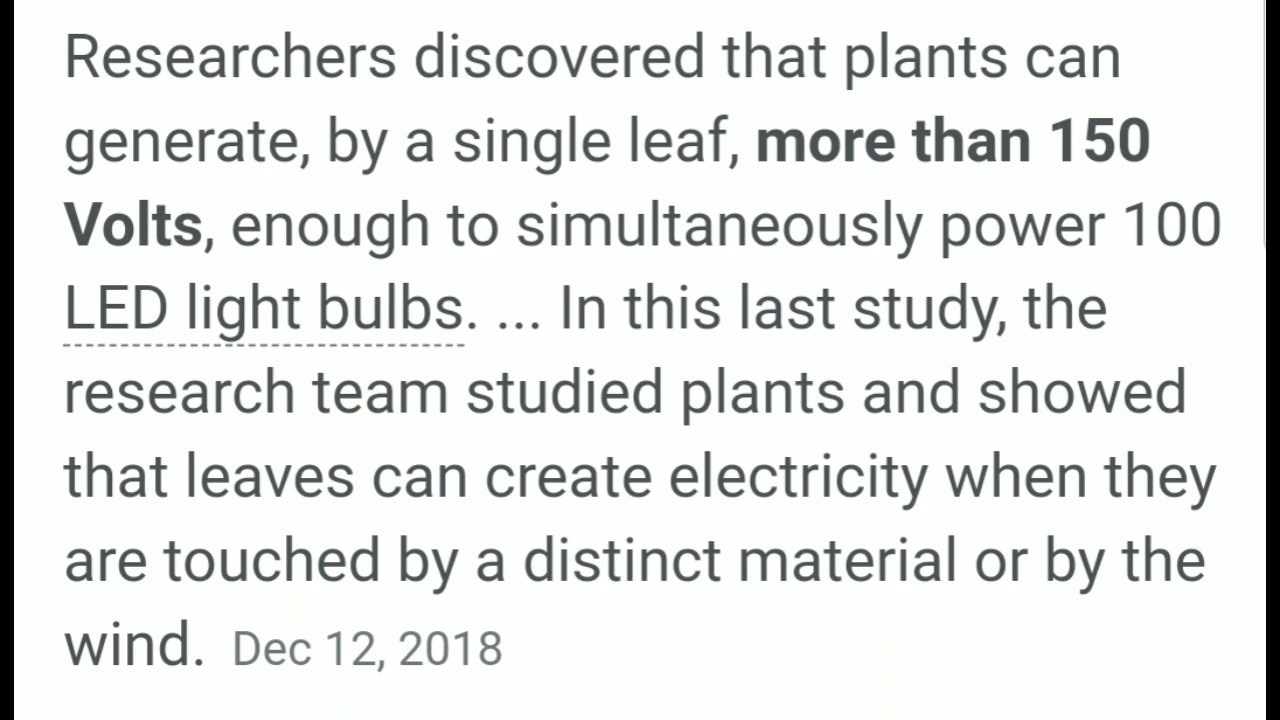 Researchers discovered that plants can
generate, by a single leaf, more than 150
Volts, enough to simultaneously power 100
LED light bulbs. ... In this last study, the
research team studied plants and showed
that leaves can create electricity when they
are touched by a distinct material or by the
wind. Dec 12, 2018